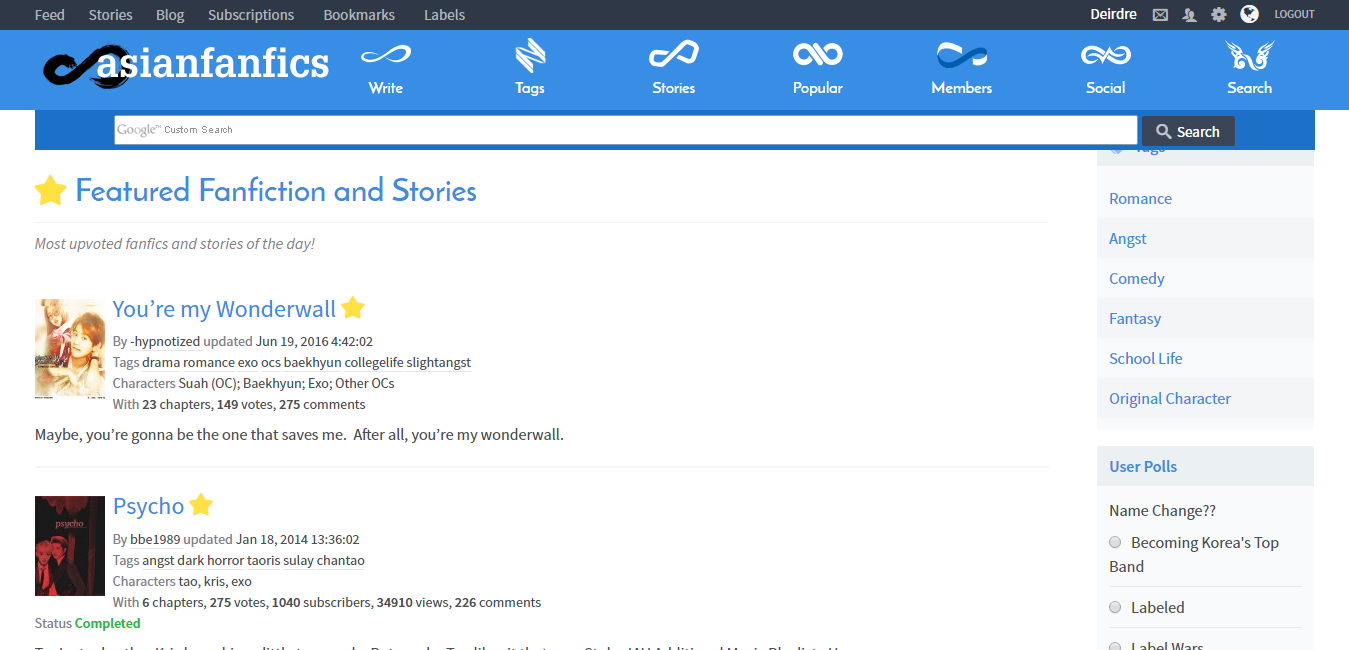 Feed Stories Blog Subscriptions Bookmarks Labels Deirdre LOGOUT
asianfanfics
Write Tags Stories Popular Members Social Search
Google™ Custom Search Search
Tags
Featured Fanfiction and Stories
Most upvoted fanfics and stories of the day!
You're my Wonderwall
By -hypnotized updated Jun 19, 2016 4:42:02
Tags drama romance exo ocs baekhyun collegelife slightangst
Characters Suah (OC); Baekhyun; Exo; Other OCs
With 23 chapters, 149 votes, 275 comments
Maybe, you're gonna be the one that saves me.  After all, you're my wonderwall.
psycho
Psycho
By bbe1989 updated Jan 18, 2014 13:36:02
Tags angst dark horror taoris sulay chantao
Characters tao, kris, exo
With 6 chapters, 275 votes, 1040 subscribers, 34910 views, 226 comments
Status Completed
Romance
Angst
Comedy
Fantasy
School Life
Original Character
User Polls
Name Change??
Becoming Korea's Top
Band
Labeled
Label Wars